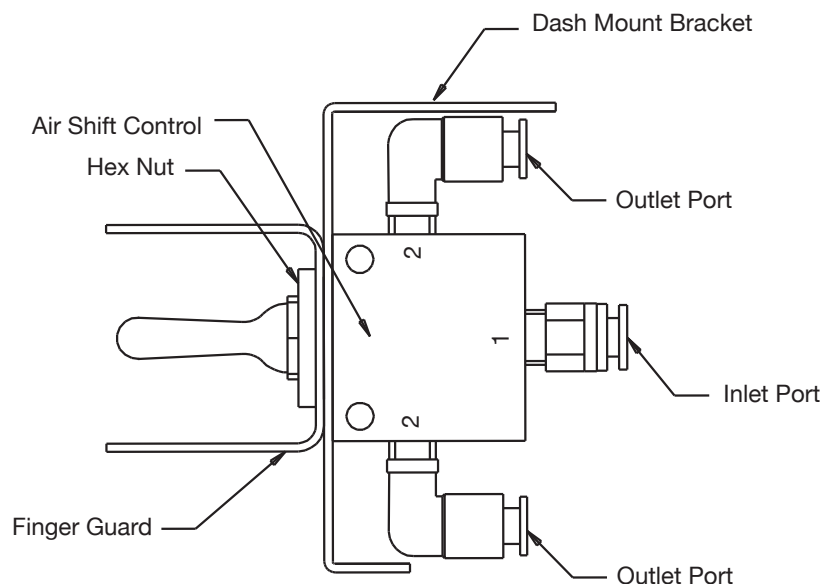 Dash Mount Bracket
Air Shift Control
Hex Nut
Outlet Port
2
1
Inlet Port
2
Finger Guard
Outlet Port